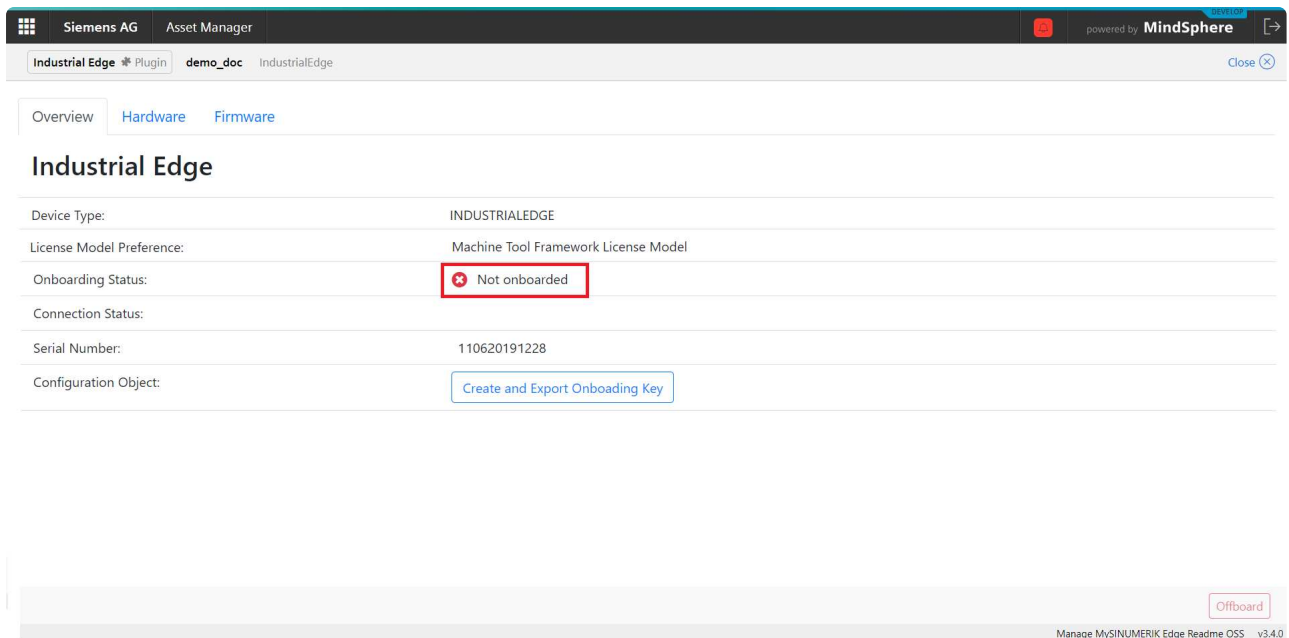 DEVELOP
Siemens AG Asset Manager powered by MindSphere
Industrial Edge Plugin demo_doc IndustrialEdge Close
Overview Hardware Firmware
Industrial Edge
Device Type: INDUSTRIALEDGE
License Model Preference: Machine Tool Framework License Model
Onboarding Status: Not onboarded
Connection Status:
Serial Number: 110620191228
Configuration Object: Create and Export Onboading Key
Offboard
Manage MySINUMERIK Edge Readme OSS v3.4.0